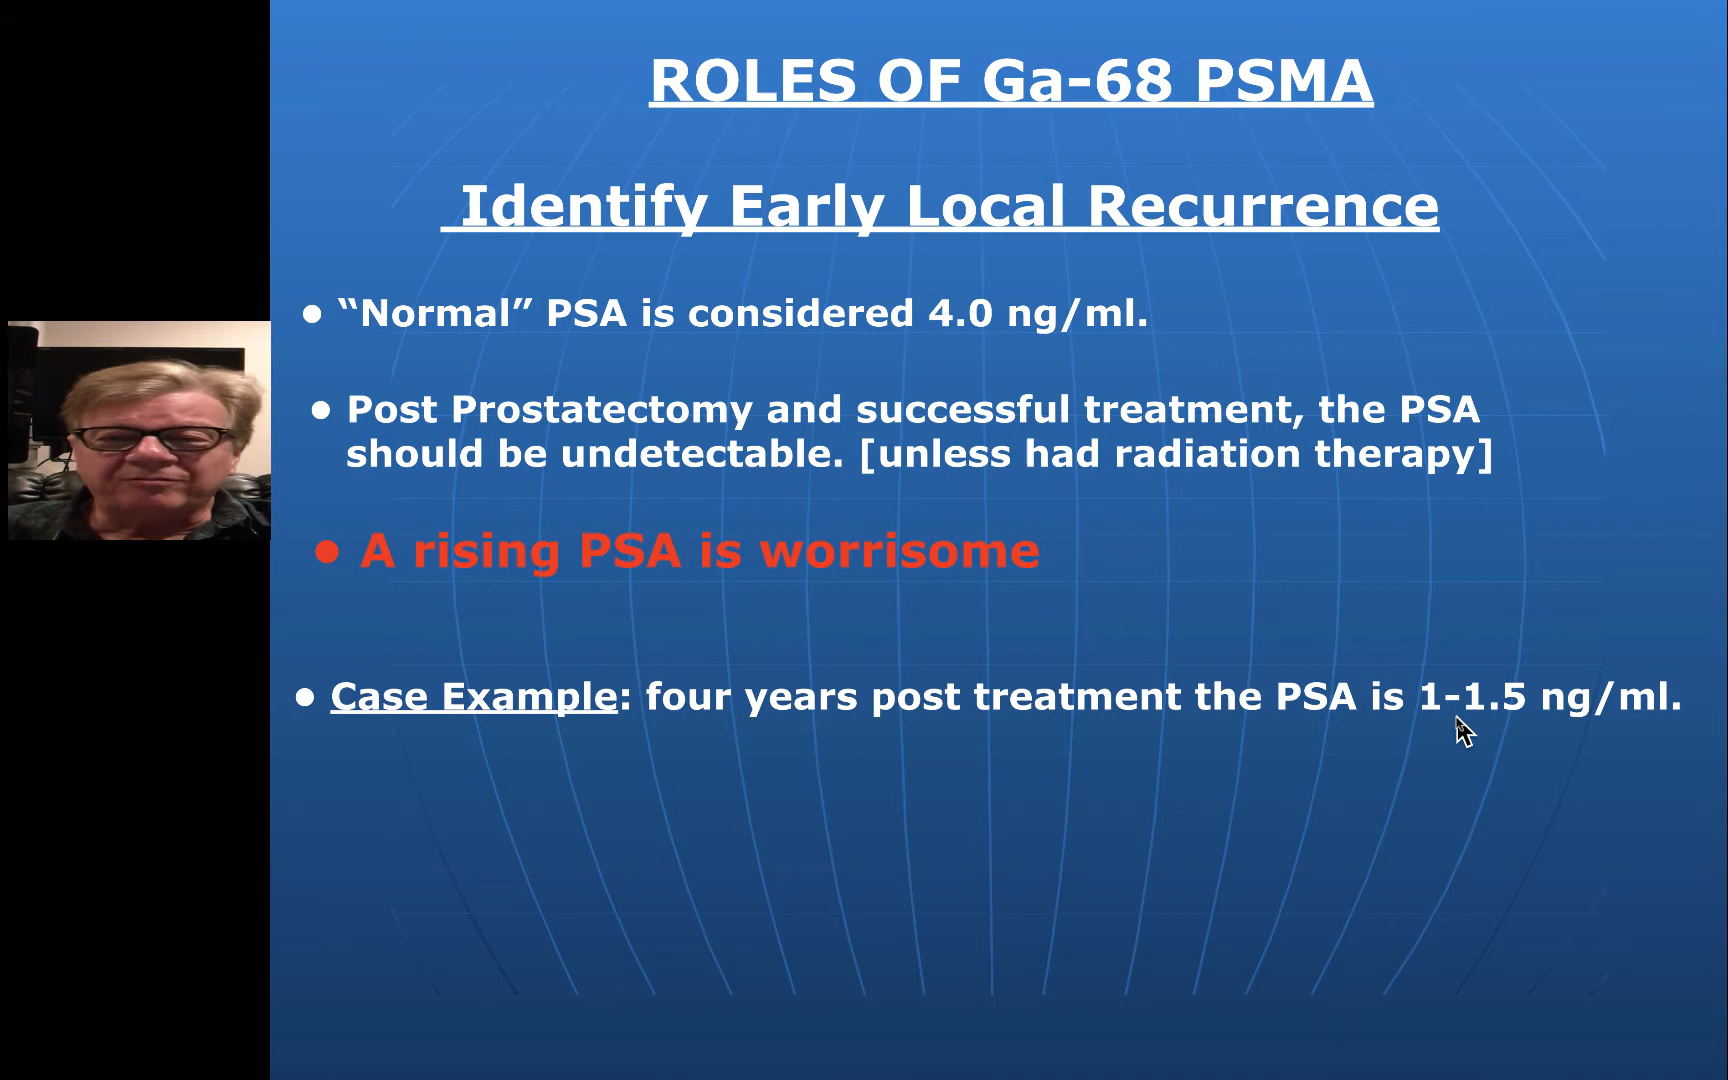 ROLES OF Ga-68 PSMA
Identify Early Local Recurrence
• “Normal” PSA is considered 4.0 ng/ml.
• Post Prostatectomy and successful treatment, the PSA
should be undetectable. [unless had radiation therapy]
• A rising PSA is worrisome
• Case Example: four years post treatment the PSA is 1-1.5 ng/ml.